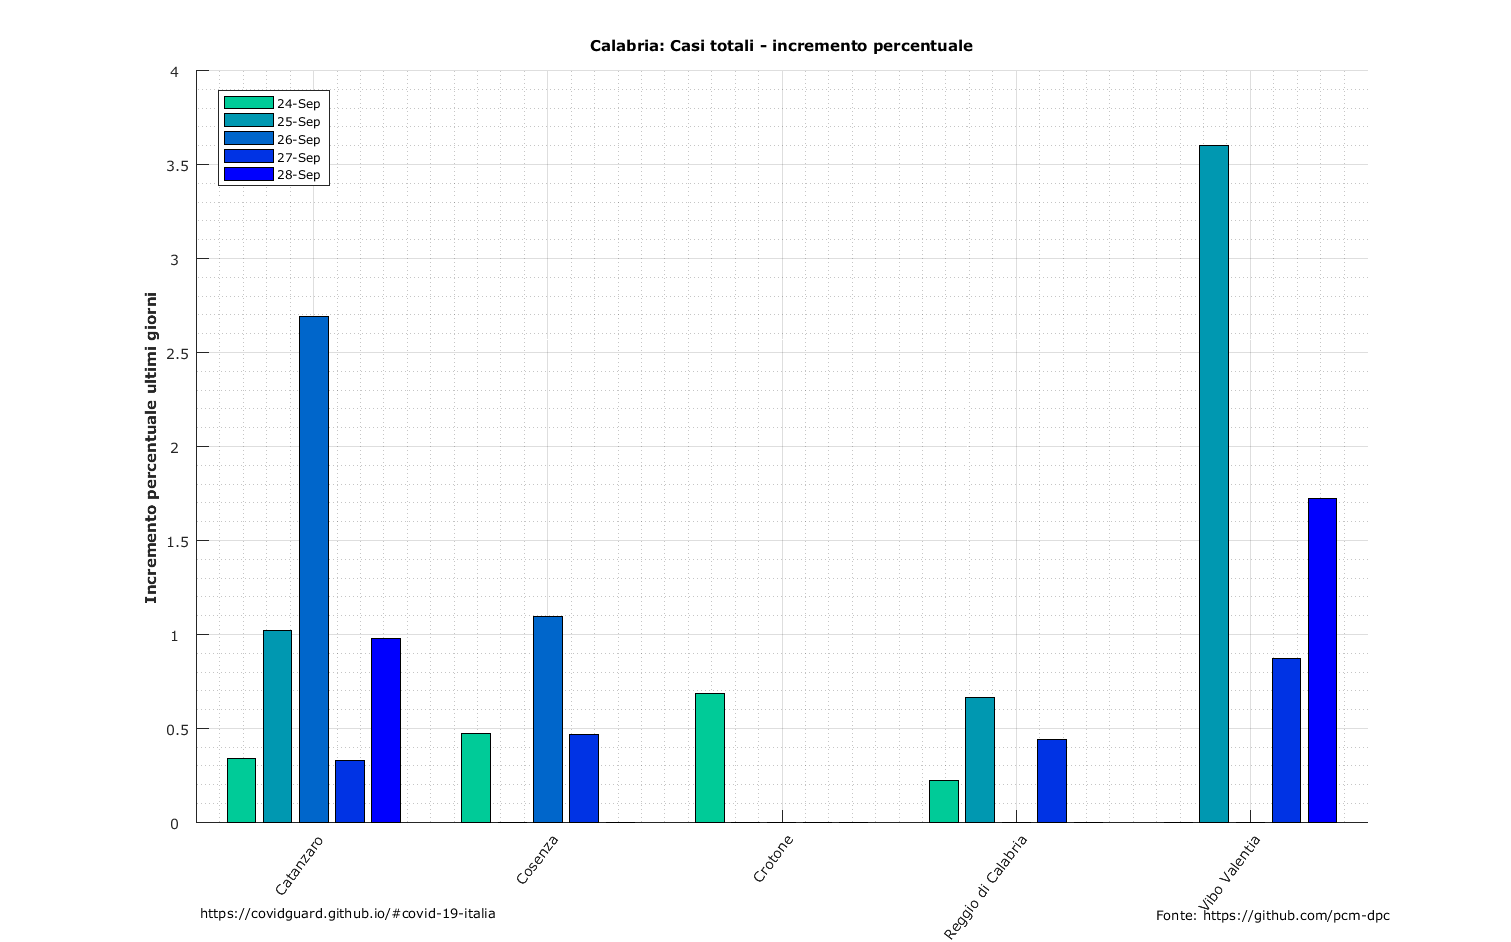 Calabria: Casi totali - incremento percentuale
4
3.5
3
2.5
2
1.5
1
0.5
0
Incremento percentuale ultimi giorni
24-Sep
25-Sep
26-Sep
27-Sep
28-Sep
Catanzaro
Cosenza
Crotone
Reggio di Calabria
Vibo Valentia
https://covidguard.github.io/#covid-19-italia
Fonte: https://github.com/pcm-dpc